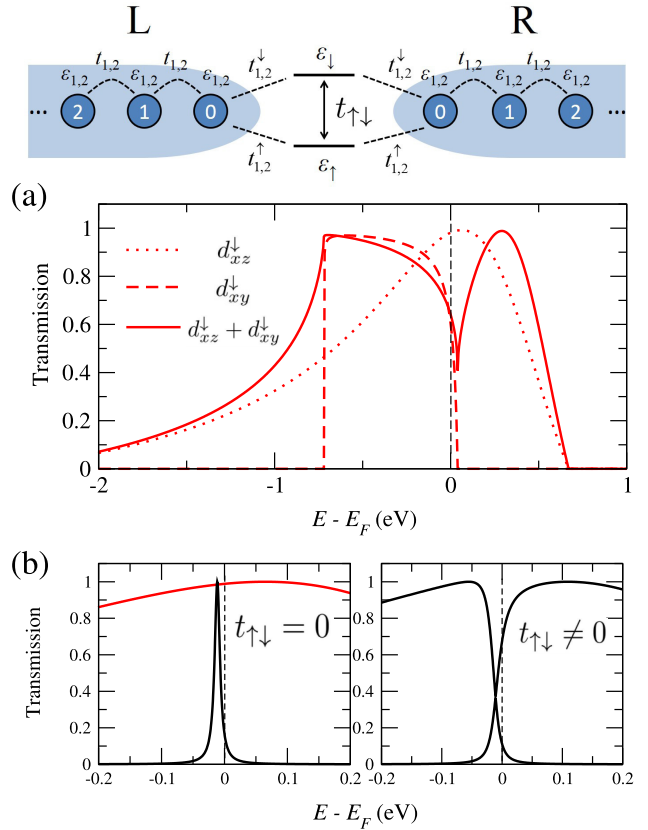 L R
t↓1,2 ε↓ t↓1,2
ε1,2 t1,2 ε1,2 t1,2 ε1,2 ε1,2 t1,2 ε1,2 t1,2 ε1,2
... 2 1 0 t↑↓ 0 1 2 ...
t↑1,2 ε↑ t↑1,2
(a)
Transmission
1
0.8
0.6
0.4
0.2
0
d↓xz
d↓xy
d↓xz + d↓xy
-2 -1 0 1
E - EF (eV)
(b)
Transmission
1 1
0.8 0.8
0.6 0.6
0.4 0.4
0.2 0.2
0 0
t↑↓ = 0 t↑↓ ≠ 0
-0.2 -0.1 0 0.1 0.2 -0.2 -0.1 0 0.1 0.2
E - EF (eV)